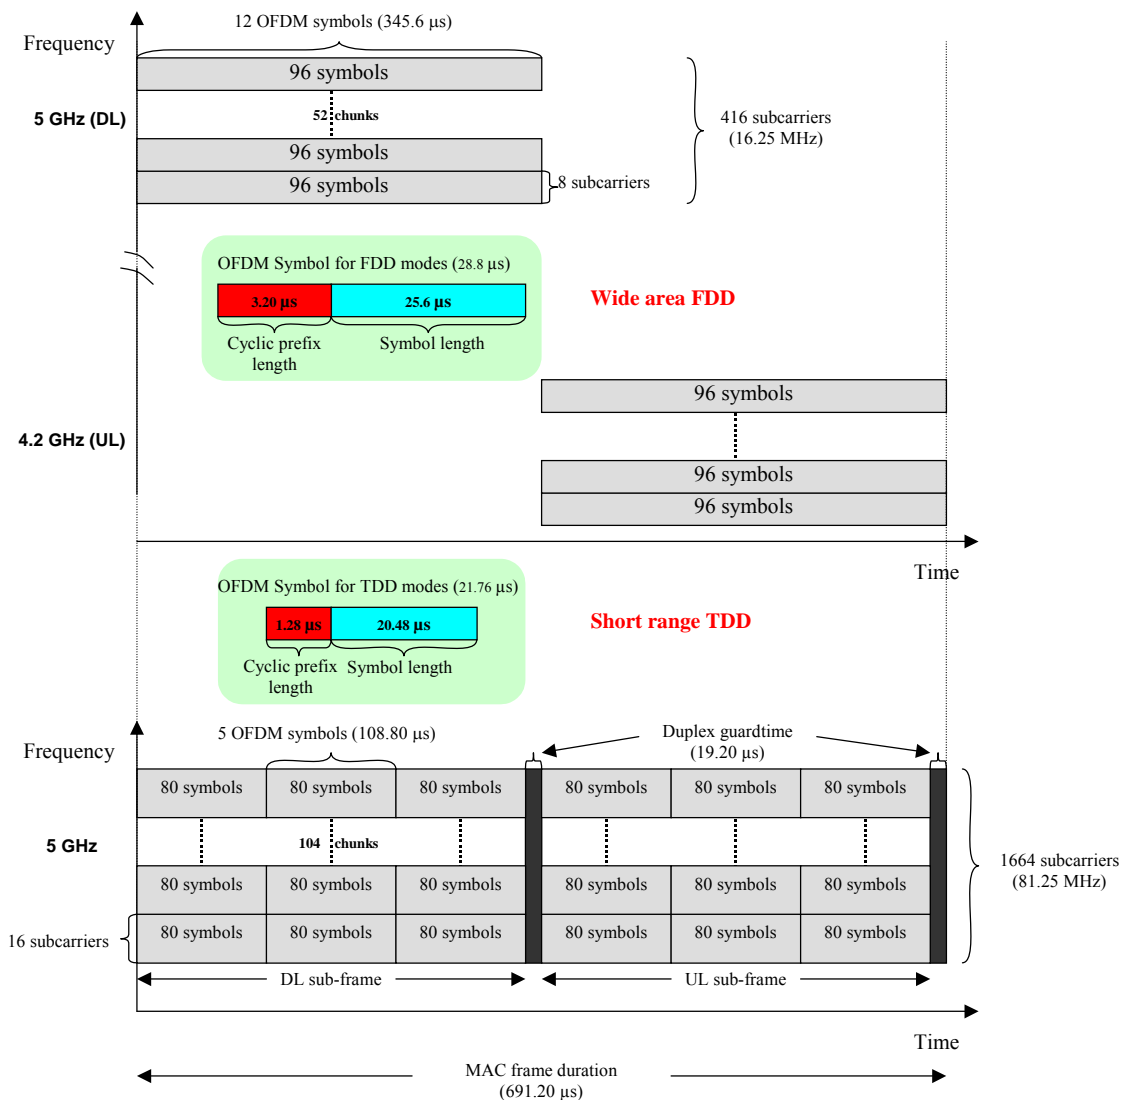 12 OFDM symbols (345.6 µs)
Frequency
96 symbols
5 GHz (DL)
52 chunks
416 subcarriers
(16.25 MHz)
96 symbols
96 symbols
8 subcarriers
OFDM Symbol for FDD modes (28.8 µs)
3.20 µs
25.6 µs
Wide area FDD
Cyclic prefix
length
Symbol length
96 symbols
4.2 GHz (UL)
96 symbols
96 symbols
Time
OFDM Symbol for TDD modes (21.76 µs)
1.28 µs
20.48 µs
Short range TDD
Cyclic prefix
length
Symbol length
Frequency
5 OFDM symbols (108.80 µs)
Duplex guardtime
(19.20 µs)
80 symbols 80 symbols 80 symbols 80 symbols 80 symbols 80 symbols
5 GHz
104 chunks
1664 subcarriers
(81.25 MHz)
80 symbols 80 symbols 80 symbols 80 symbols 80 symbols 80 symbols
16 subcarriers
80 symbols 80 symbols 80 symbols 80 symbols 80 symbols 80 symbols
DL sub-frame
UL sub-frame
Time
MAC frame duration
(691.20 µs)